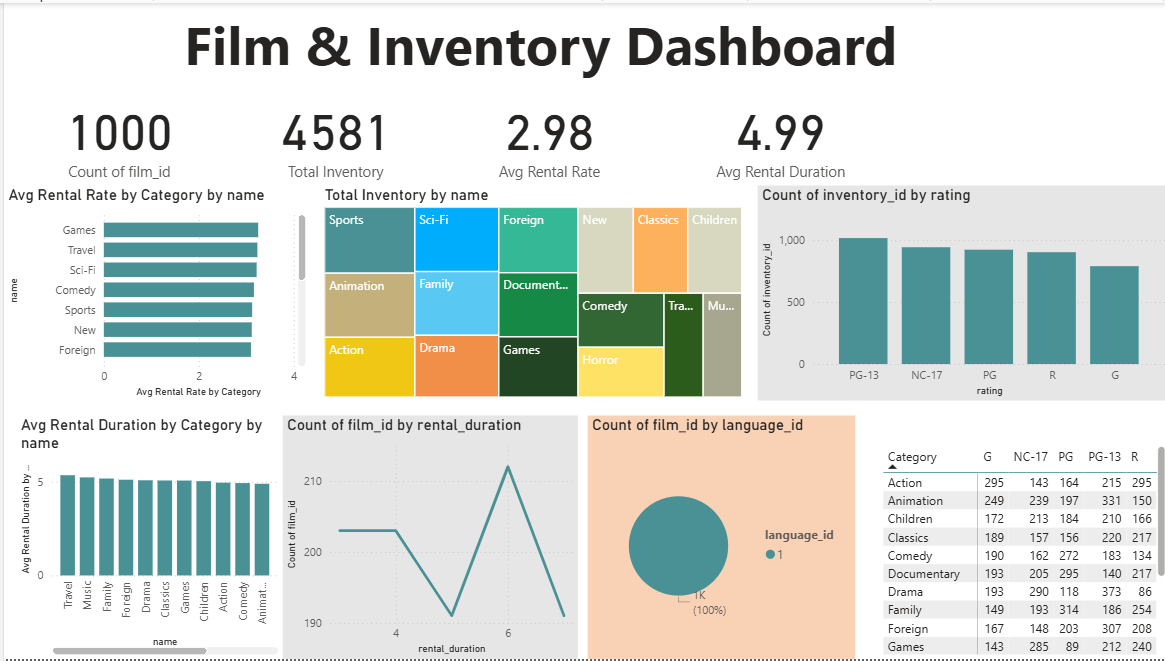 Film & Inventory Dashboard
1000
Count of film_id
4581
Total Inventory
2.98
Avg Rental Rate
4.99
Avg Rental Duration
Avg Rental Rate by Category by name
name
Games
Travel
Sci-Fi
Comedy
Sports
New
Foreign
0 2 4
Avg Rental Rate by Category
Total Inventory by name
Sports
Animation
Action
Sci-Fi
Family
Drama
Foreign
Document...
Games
New
Classics
Children
Comedy
Horror
Tra...
Mu...
Count of inventory_id by rating
Count of inventory_id
1,000
500
0
PG-13 NC-17 PG R G
rating
Avg Rental Duration by Category by
name
Avg Rental Duration by ...
5
0
Travel
Music
Family
Foreign
Drama
Classics
Games
Children
Action
Comedy
Animat...
name
Count of film_id by rental_duration
Count of film_id
210
200
190
4 6
rental_duration
Count of film_id by language_id
1K
(100%)
language_id
1
Category G NC-17 PG PG-13 R
Action 295 143 164 215 295
Animation 249 239 197 331 150
Children 172 213 184 210 166
Classics 189 157 156 220 217
Comedy 190 162 272 183 134
Documentary 193 205 295 140 217
Drama 193 290 118 373 86
Family 149 193 314 186 254
Foreign 167 148 203 307 208
Games 143 285 89 212 240